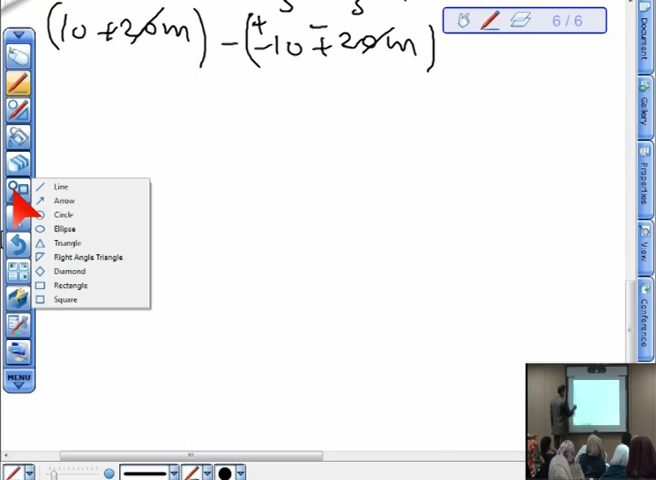 6/6
(10 + 20m) - (-10 + 20m)
+ -
Line
Arrow
Circle
Ellipse
Triangle
Right Angle Triangle
Diamond
Rectangle
Square
MENU
Document
Gallery
Properties
View
Conference